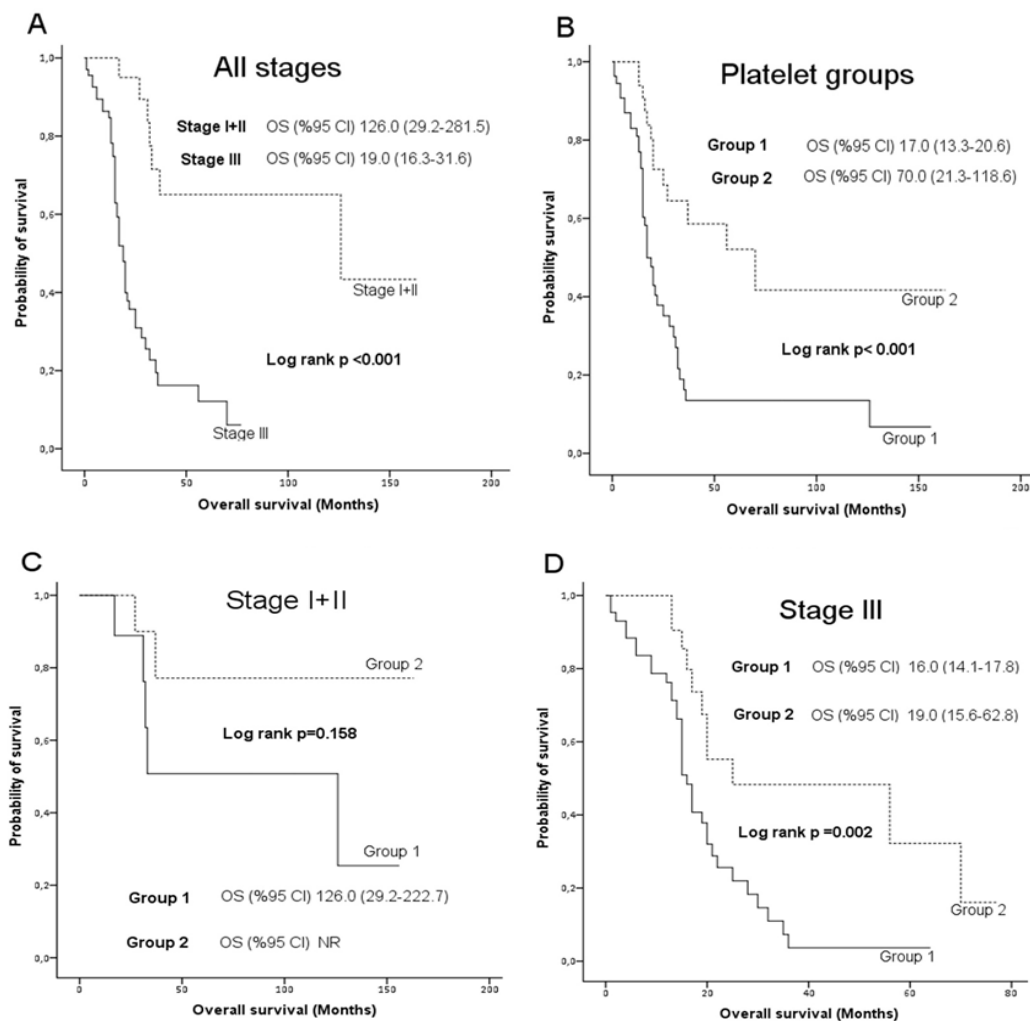 A
All stages
Stage I+II OS (%95 CI) 126.0 (29.2-281.5)
Stage III OS (%95 CI) 19.0 (16.3-31.6)
Stage I+II
Log rank p <0.001
Stage III
Probability of survival
1,0
0,8
0,6
0,4
0,2
0,0
0 50 100 150 200
Overall survival (Months)
B
Platelet groups
Group 1 OS (%95 CI) 17.0 (13.3-20.6)
Group 2 OS (%95 CI) 70.0 (21.3-118.6)
Group 2
Log rank p< 0.001
Group 1
Probability of survival
1,0
0,8
0,6
0,4
0,2
0,0
0 50 100 150 200
Overall survival (Months)
C
Stage I+II
Group 2
Log rank p=0.158
Group 1
Group 1 OS (%95 CI) 126.0 (29.2-222.7)
Group 2 OS (%95 CI) NR
Probability of survival
1,0
0,8
0,6
0,4
0,2
0,0
0 50 100 150 200
Overall survival (Months)
D
Stage III
Group 1 OS (%95 CI) 16.0 (14.1-17.8)
Group 2 OS (%95 CI) 19.0 (15.6-62.8)
Log rank p =0.002
Group 2
Group 1
Probability of survival
1,0
0,8
0,6
0,4
0,2
0,0
0 20 40 60 80
Overall survival (Months)